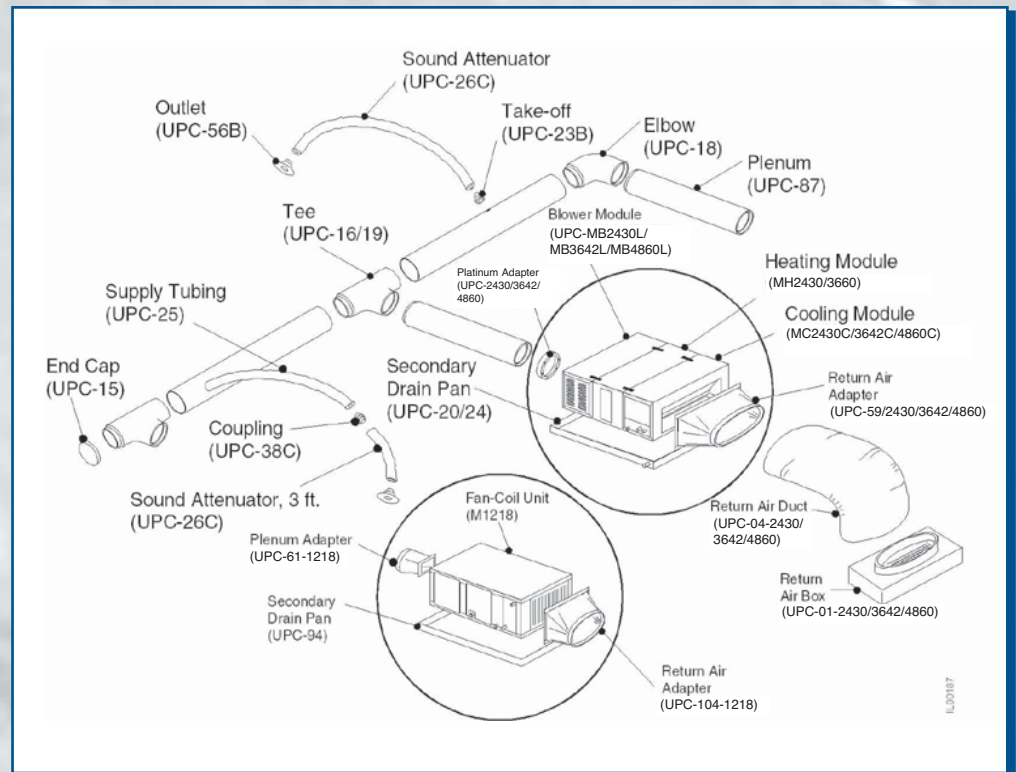 Sound Attenuator
(UPC-26C)
Outlet
(UPC-56B)
Take-off
(UPC-23B)
Elbow
(UPC-18)
Plenum
(UPC-87)
Tee
(UPC-16/19)
Blower Module
(UPC-MB2430L/
MB3642L/MB4860L)
Platinum Adapter
(UPC-2430/3642/
4860)
Heating Module
(MH2430/3660)
Cooling Module
(MC2430C/3642C/4860C)
Supply Tubing
(UPC-25)
End Cap
(UPC-15)
Secondary
Drain Pan
(UPC-20/24)
Return Air
Adapter
(UPC-59/2430/3642/4860)
Coupling
(UPC-38C)
Sound Attenuator, 3 ft.
(UPC-26C)
Fan-Coil Unit
(M1218)
Return Air Duct
(UPC-04-2430/
3642/4860)
Plenum Adapter
(UPC-61-1218)
Return
Air Box
(UPC-01-2430/3642/4860)
Secondary
Drain Pan
(UPC-94)
Return Air
Adapter
(UPC-104-1218)
IL00187